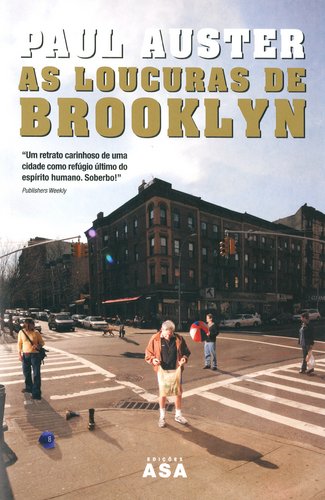 PAUL AUSTER
AS LOUCURAS DE
BROOKLYN
“Um retrato carinhoso de uma
cidade como refúgio último do
espírito humano. Soberbo!”
Publishers Weekly
EDIÇÕES
ASA